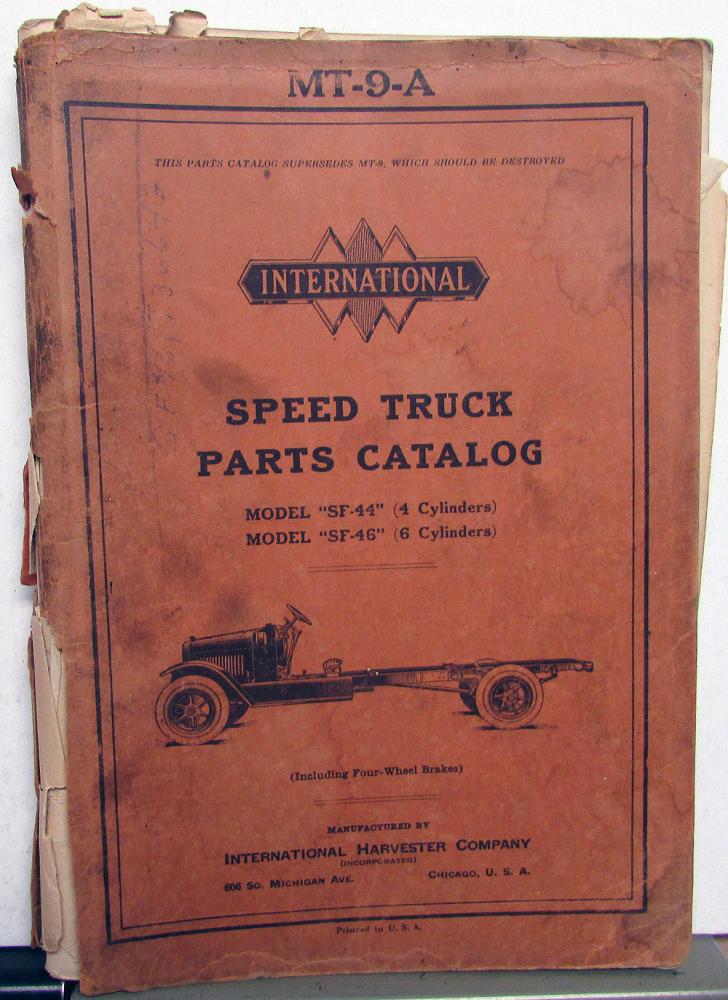 MT-9-A
THIS PARTS CATALOG SUPERSEDES MT-9, WHICH SHOULD BE DESTROYED
INTERNATIONAL
SPEED TRUCK
PARTS CATALOG
MODEL "SF-44" (4 Cylinders)
MODEL "SF-46" (6 Cylinders)
(Including Four-Wheel Brakes)
MANUFACTURED BY
INTERNATIONAL HARVESTER COMPANY
(INCORPORATED)
606 SO. MICHIGAN AVE. CHICAGO, U. S. A.
Printed in U. S. A.